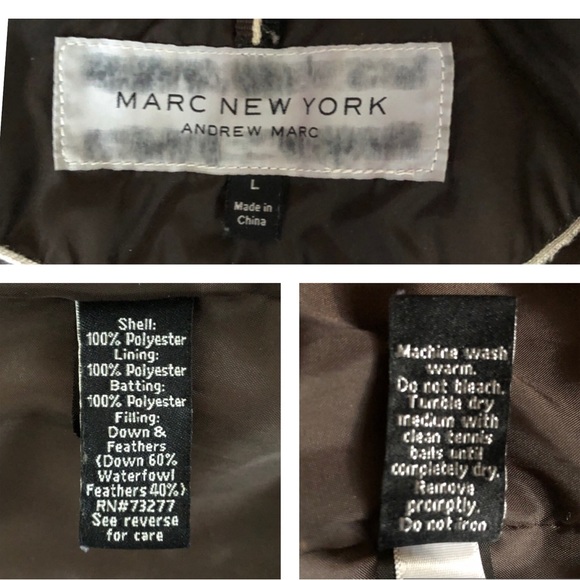 MARC NEW YORK
ANDREW MARC
L
Made in
China
Shell:
100% Polyester
Lining:
100% Polyester
Batting:
100% Polyester
Filling:
Down &
Feathers
(Down 60%
Waterfowl
Feathers 40%)
RN#73277
See reverse
for care
Machine wash
warm.
Do not bleach.
Tumble dry
medium with
clean tennis
balls until
completely dry.
Remove
promptly.
Do not iron